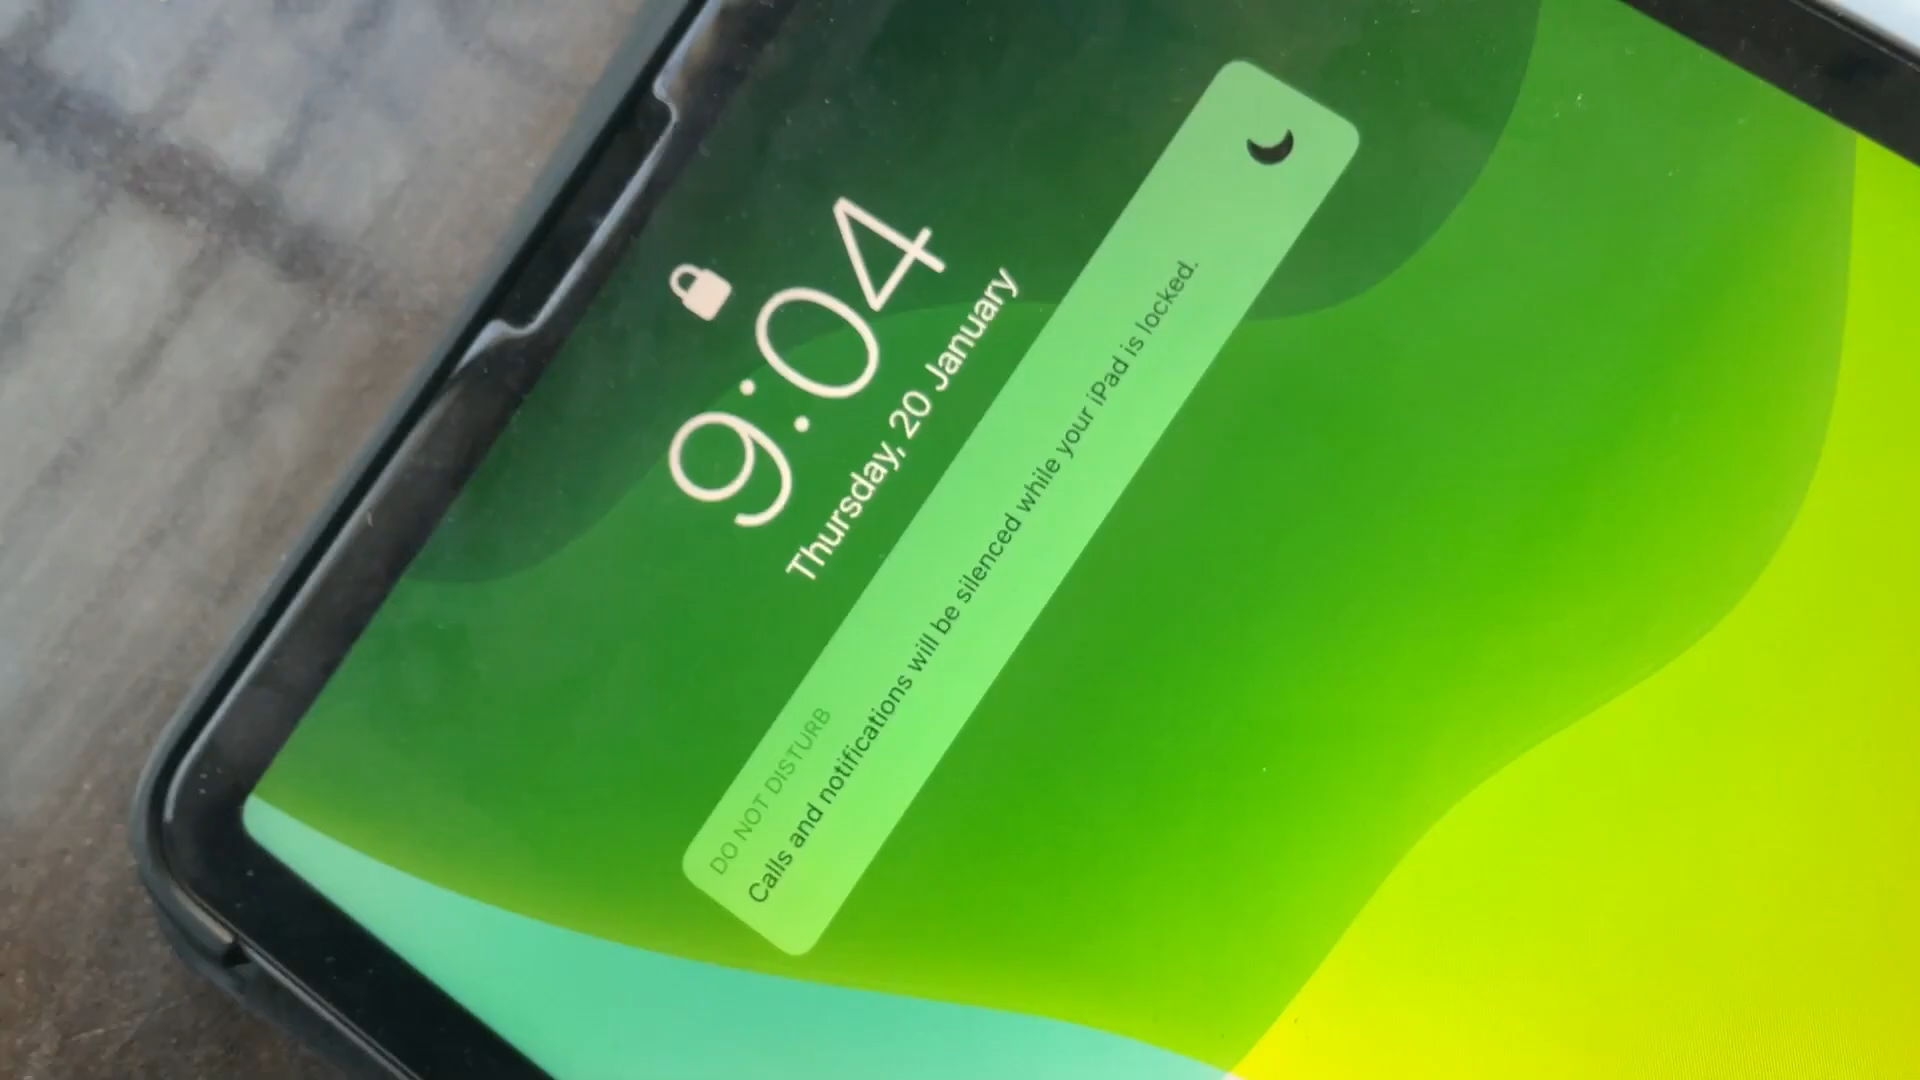 9:04
Thursday, 20 January
DO NOT DISTURB
Calls and notifications will be silenced while your iPad is locked.